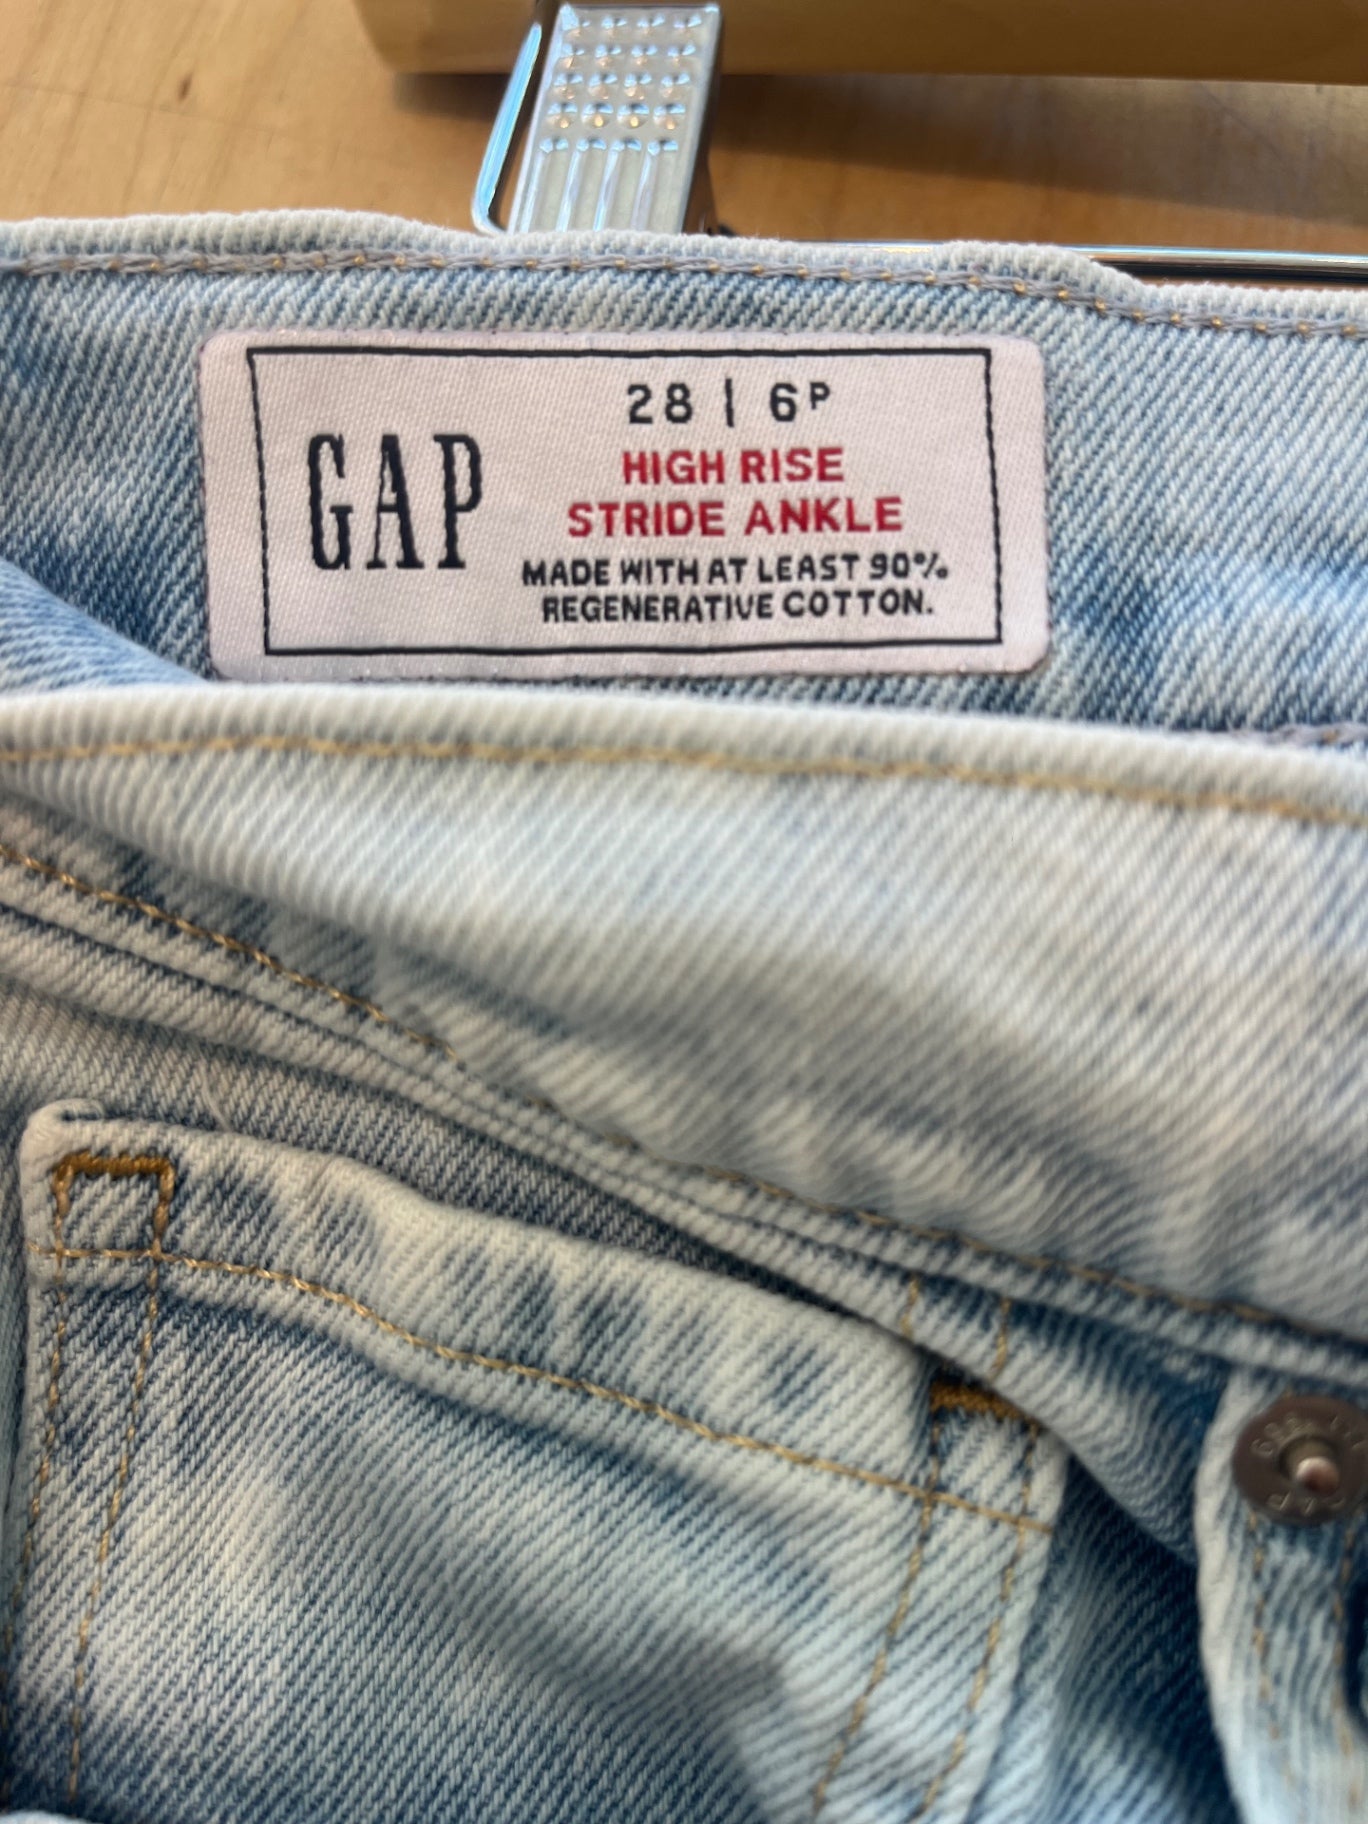 GAP
28 | 6P
HIGH RISE
STRIDE ANKLE
MADE WITH AT LEAST 90%
REGENERATIVE COTTON.